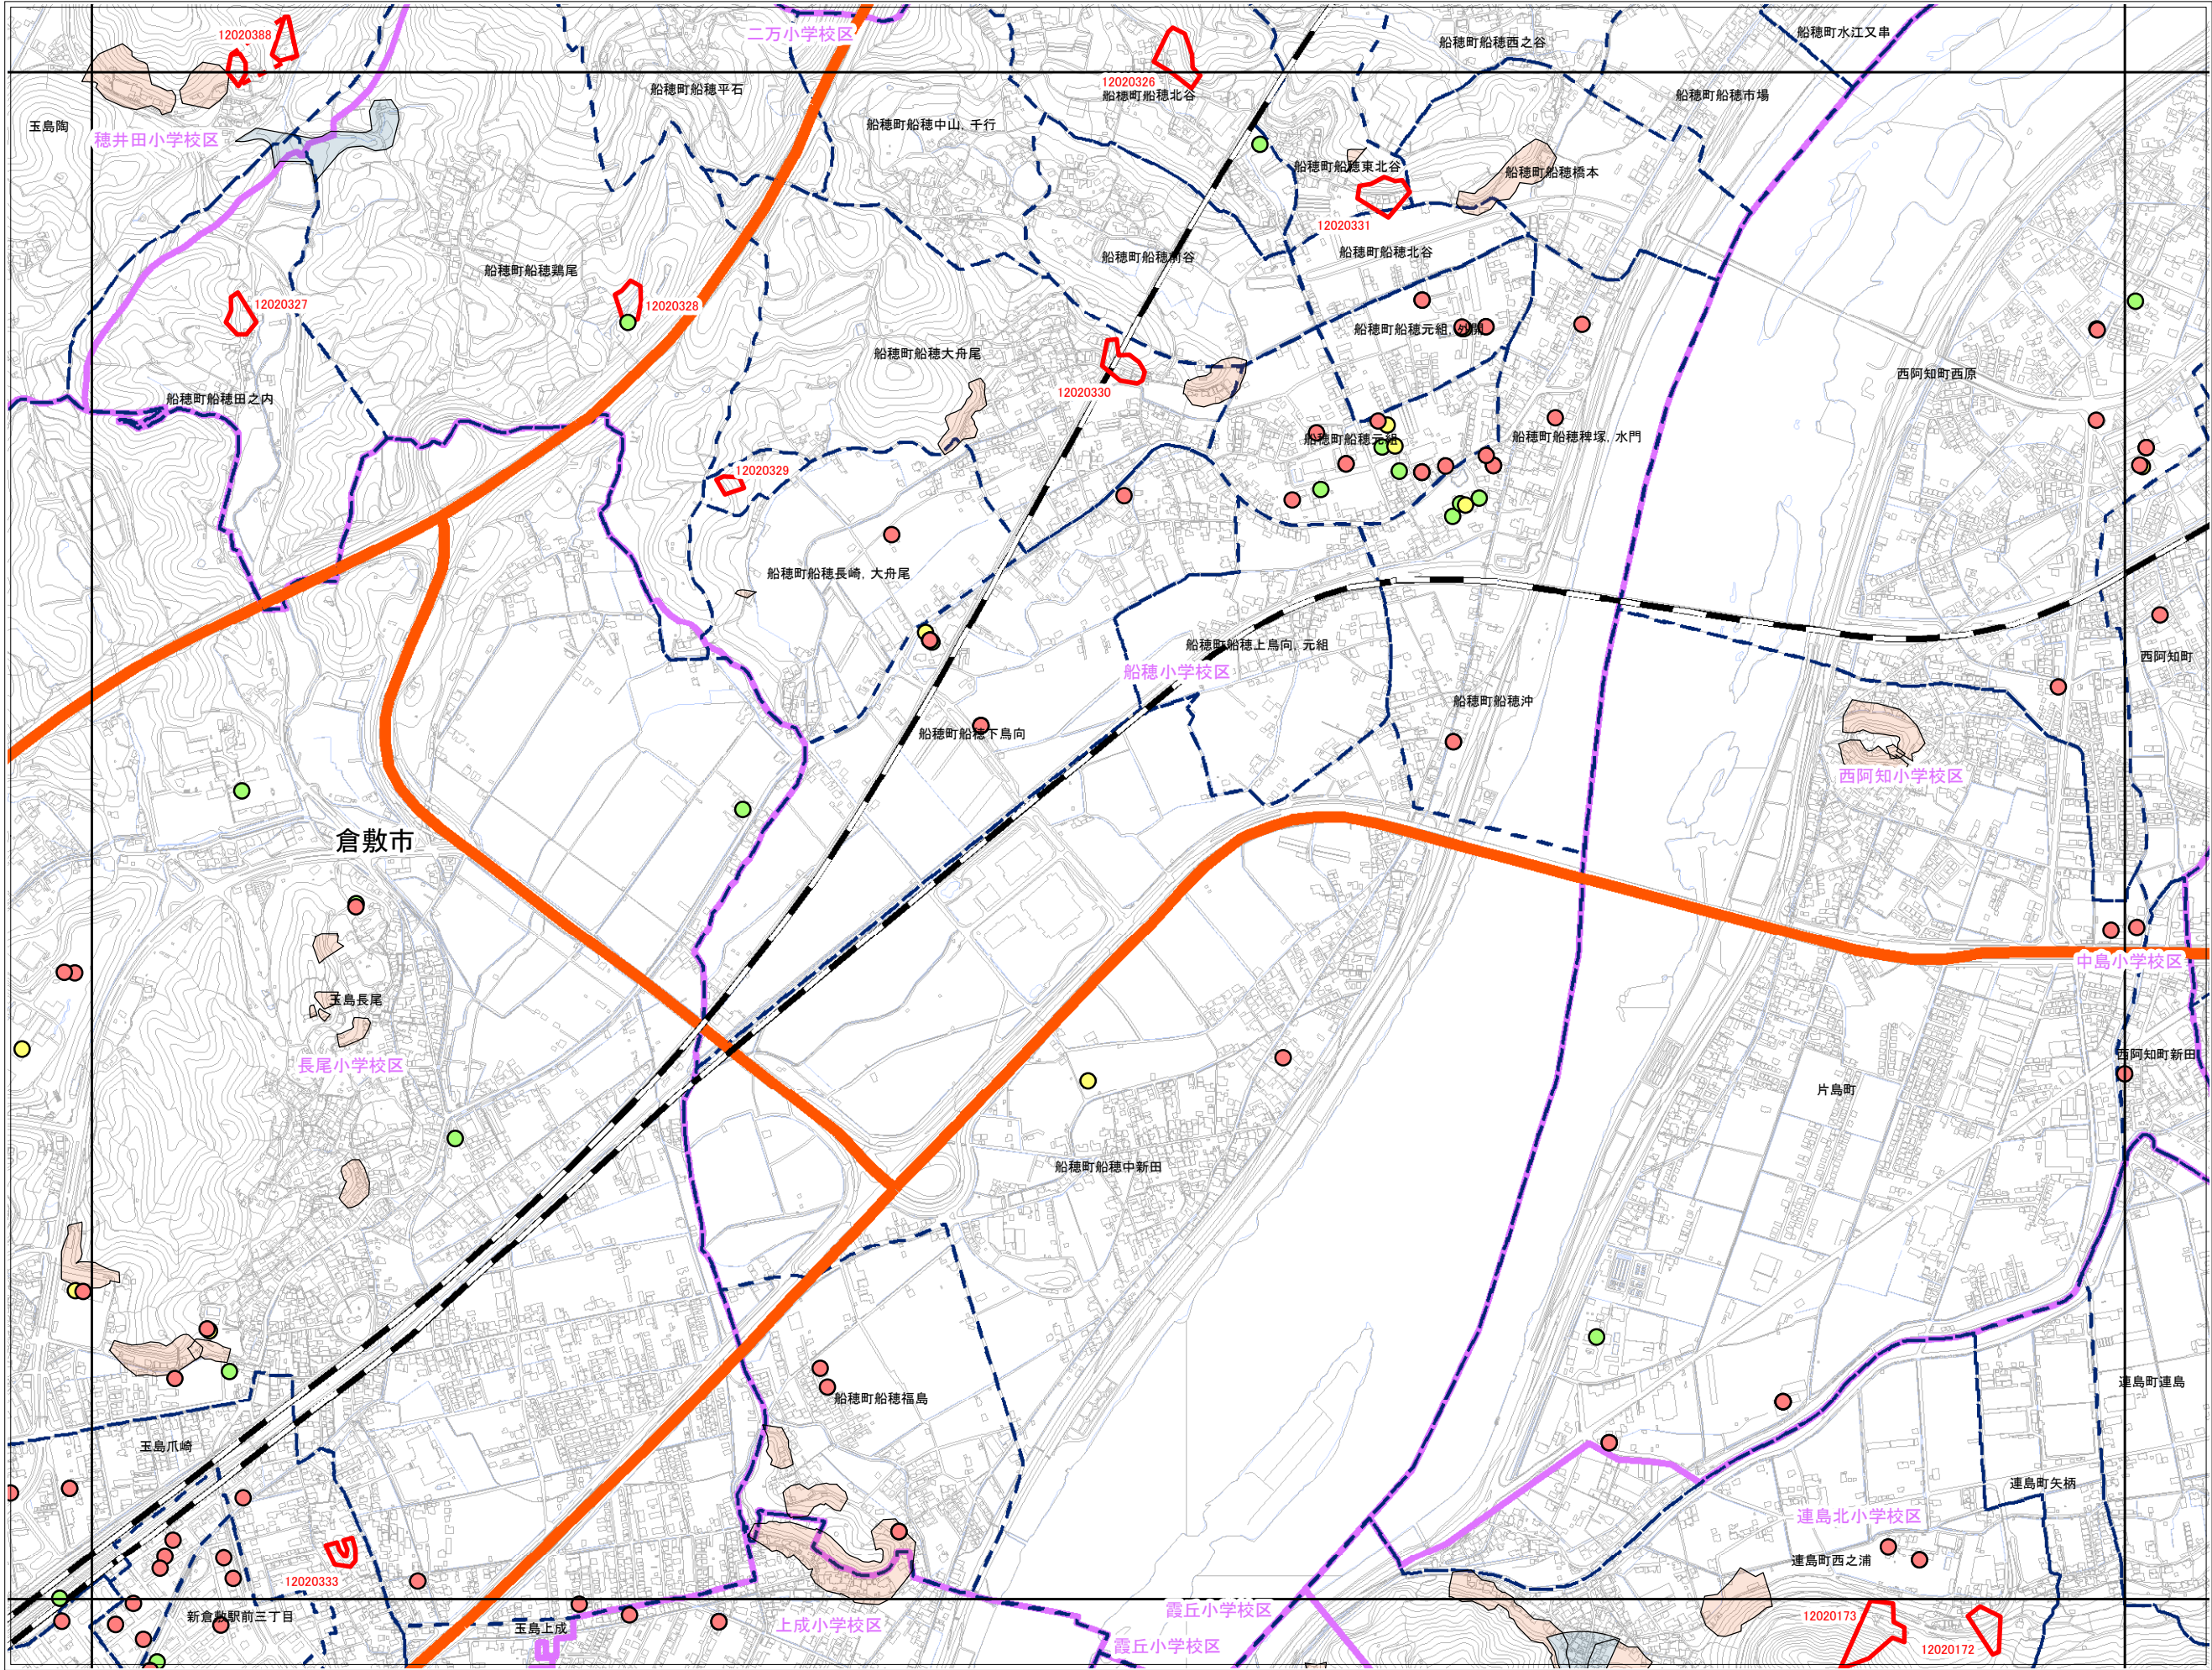 12020388
二万小学校区
船穂町水江又串
船穂町船穂西之谷
12020326
船穂町船穂平石
船穂町船穂北谷
船穂町船穂市場
玉島陶
穂井田小学校区
船穂町船穂中山, 千行
船穂町船穂東北谷
船穂町船穂橋本
12020331
船穂町船穂前谷
船穂町船穂北谷
船穂町船穂鶏尾
12020327
12020328
船穂町船穂元組, 外開
船穂町船穂大舟尾
西阿知町西原
12020330
船穂町船穂田之内
船穂町船穂元組
船穂町船穂稗塚, 水門
12020329
船穂町船穂長崎, 大舟尾
船穂町船穂上鳥向, 元組
西阿知町
船穂小学校区
船穂町船穂沖
船穂町船穂下鳥向
西阿知小学校区
倉敷市
中島小学校区
玉島長尾
西阿知町新田
長尾小学校区
片島町
船穂町船穂中新田
連島町連島
船穂町船穂福島
玉島爪崎
連島町矢柄
連島北小学校区
連島町西之浦
12020333
霞丘小学校区
新倉敷駅前三丁目
12020173
玉島上成
上成小学校区
霞丘小学校区
12020172